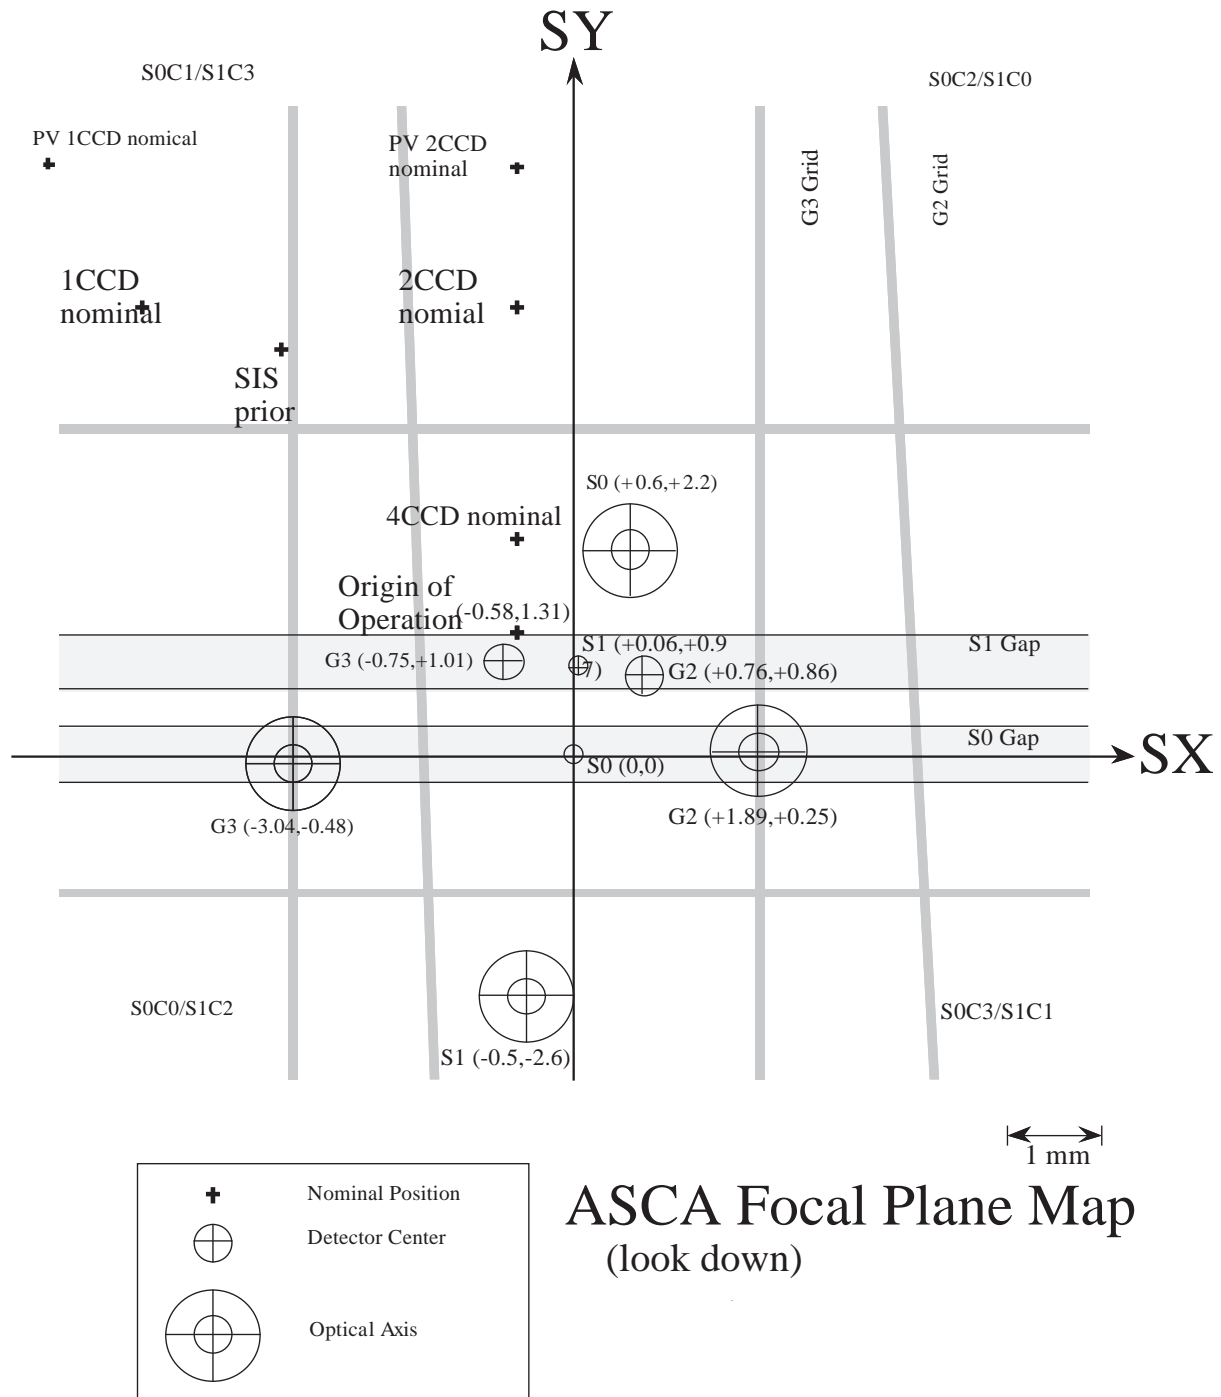 SY
S0C1/S1C3
S0C2/S1C0
PV 1CCD nomical
PV 2CCD
nominal
G3 Grid
G2 Grid
1CCD
nominal
2CCD
nomial
SIS
prior
S0 (+0.6,+2.2)
4CCD nominal
Origin of
Operation
(-0.58,1.31)
S1 (+0.06,+0.9
7)
S1 Gap
G3 (-0.75,+1.01)
G2 (+0.76,+0.86)
S0 Gap
SX
S0 (0,0)
G3 (-3.04,-0.48)
G2 (+1.89,+0.25)
S0C0/S1C2
S0C3/S1C1
S1 (-0.5,-2.6)
1 mm
Nominal Position
Detector Center
Optical Axis
ASCA Focal Plane Map
(look down)